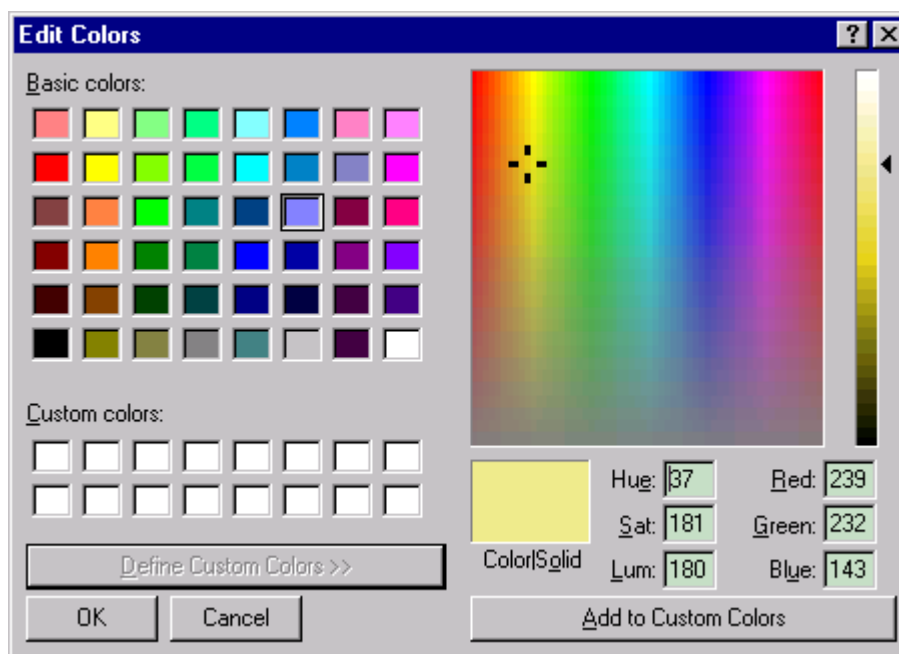 Edit Colors
Basic colors:
Custom colors:
Define Custom Colors >>
OK Cancel
Hue: 37 Red: 239
Sat: 181 Green: 232
Color|Solid
Lum: 180 Blue: 143
Add to Custom Colors